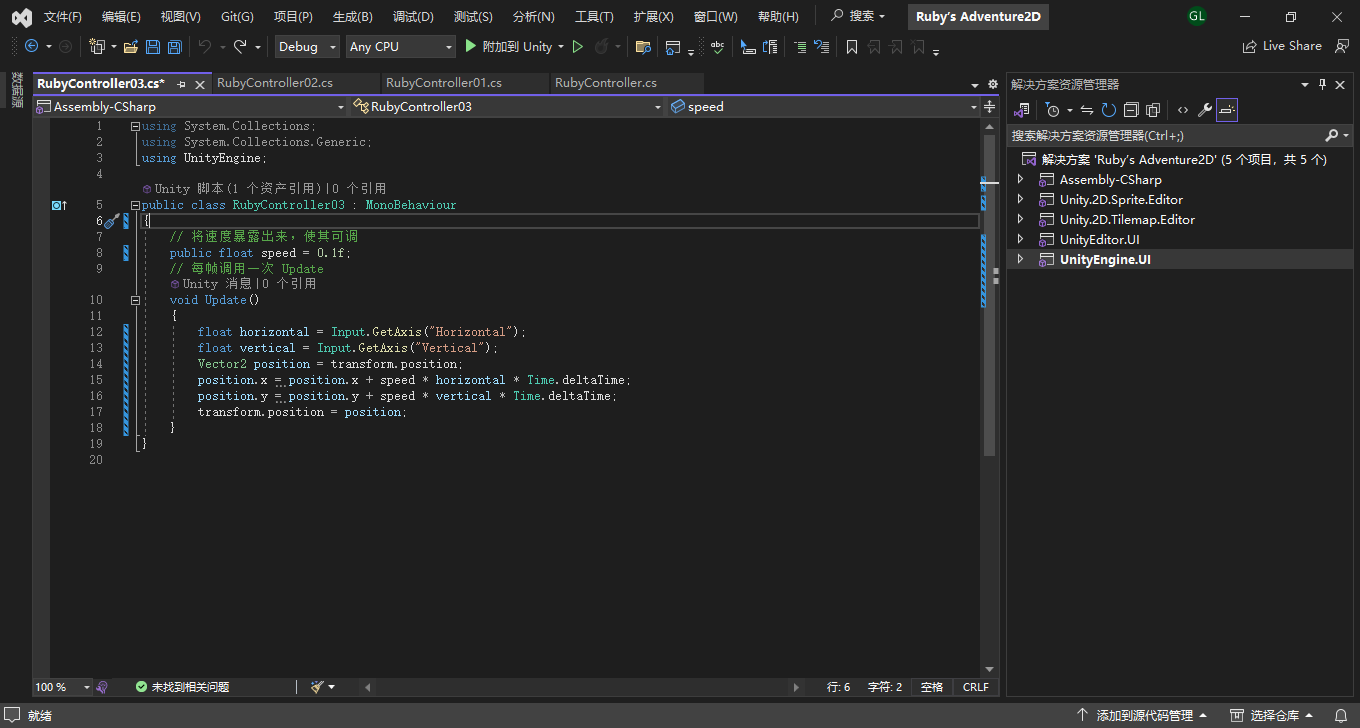 文件(F) 编辑(E) 视图(V) Git(G) 项目(P) 生成(B) 调试(D) 测试(S) 分析(N) 工具(T) 扩展(X) 窗口(W) 帮助(H) 搜索 Ruby's Adventure2D GL
Debug Any CPU 附加到 Unity Live Share
数据源
RubyController03.cs* RubyController02.cs RubyController01.cs RubyController.cs
Assembly-CSharp RubyController03 speed
1 using System.Collections;
2 using System.Collections.Generic;
3 using UnityEngine;
4
Unity 脚本(1 个资产引用)|0 个引用
5 public class RubyController03 : MonoBehaviour
6 {
7 // 将速度暴露出来，使其可调
8 public float speed = 0.1f;
9 // 每帧调用一次 Update
Unity 消息|0 个引用
10 void Update()
11 {
12 float horizontal = Input.GetAxis("Horizontal");
13 float vertical = Input.GetAxis("Vertical");
14 Vector2 position = transform.position;
15 position.x = position.x + speed * horizontal * Time.deltaTime;
16 position.y = position.y + speed * vertical * Time.deltaTime;
17 transform.position = position;
18 }
19 }
20
100 % 未找到相关问题 行: 6 字符: 2 空格 CRLF
解决方案资源管理器
搜索解决方案资源管理器(Ctrl+;)
解决方案 'Ruby's Adventure2D' (5 个项目，共 5 个)
Assembly-CSharp
Unity.2D.Sprite.Editor
Unity.2D.Tilemap.Editor
UnityEditor.UI
UnityEngine.UI
就绪 添加到源代码管理 选择仓库